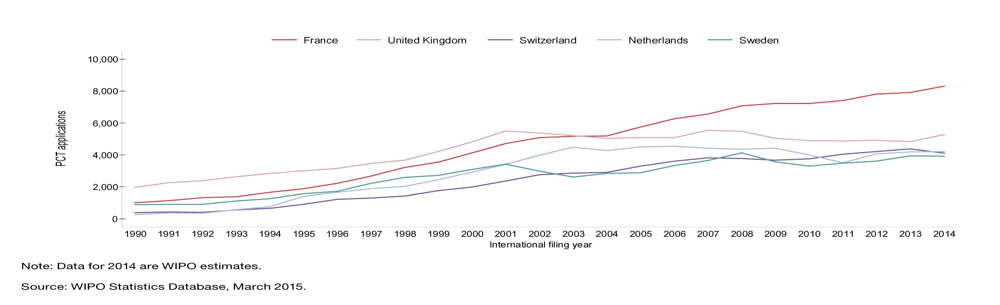 France United Kingdom Switzerland Netherlands Sweden
PCT applications
10,000
8,000
6,000
4,000
2,000
0
1990 1991 1992 1993 1994 1995 1996 1997 1998 1999 2000 2001 2002 2003 2004 2005 2006 2007 2008 2009 2010 2011 2012 2013 2014
International filing year
Note: Data for 2014 are WIPO estimates.
Source: WIPO Statistics Database, March 2015.